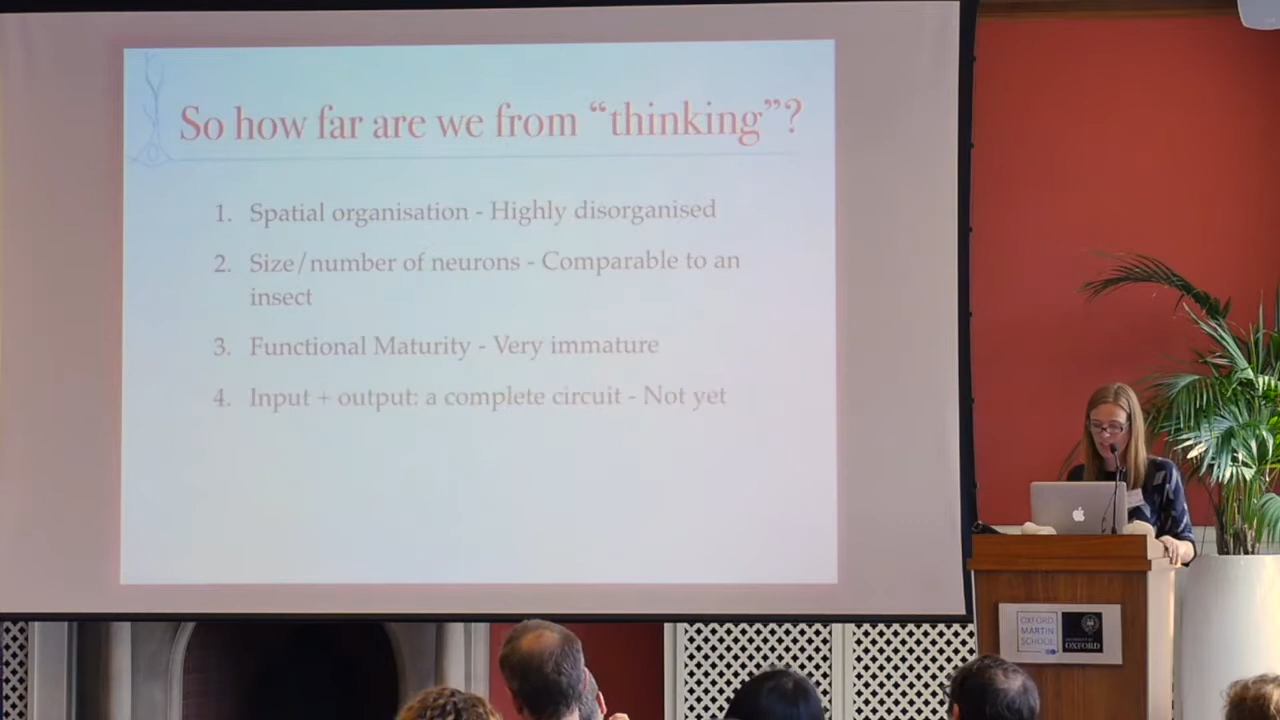 So how far are we from “thinking”?
1. Spatial organisation - Highly disorganised
2. Size/number of neurons - Comparable to an
insect
3. Functional Maturity - Very immature
4. Input + output: a complete circuit - Not yet
OXFORD
MARTIN
SCHOOL
OXFORD